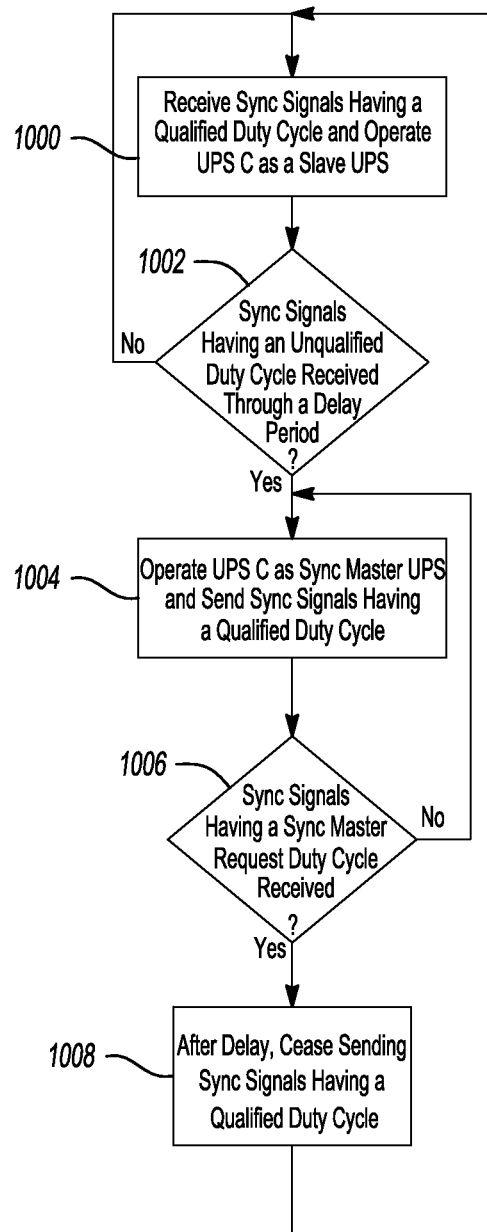 1000
Receive Sync Signals Having a
Qualified Duty Cycle and Operate
UPS C as a Slave UPS
1002
Sync Signals
Having an Unqualified
Duty Cycle Received
Through a Delay
Period
?
No
Yes
1004
Operate UPS C as Sync Master UPS
and Send Sync Signals Having
a Qualified Duty Cycle
1006
Sync Signals
Having a Sync Master
Request Duty Cycle
Received
?
No
Yes
1008
After Delay, Cease Sending
Sync Signals Having a
Qualified Duty Cycle